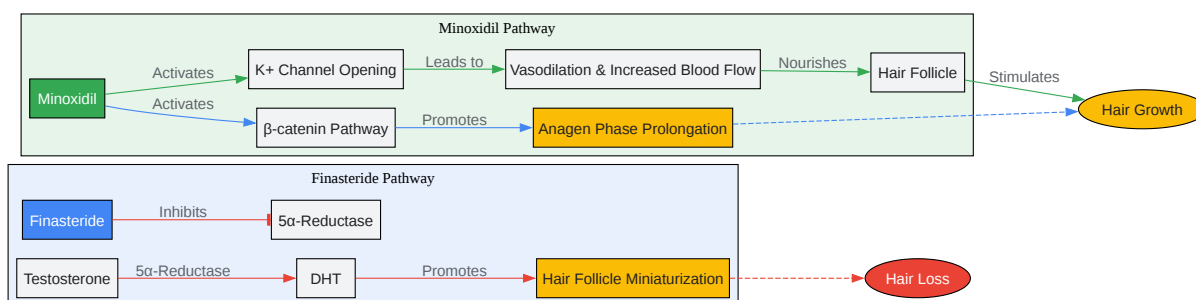 Minoxidil Pathway
Activates
K+ Channel Opening
Leads to
Vasodilation & Increased Blood Flow
Nourishes
Hair Follicle
Stimulates
Minoxidil
Activates
β-catenin Pathway
Promotes
Anagen Phase Prolongation
Hair Growth
Finasteride Pathway
Finasteride
Inhibits
5α-Reductase
Testosterone
5α-Reductase
DHT
Promotes
Hair Follicle Miniaturization
Hair Loss